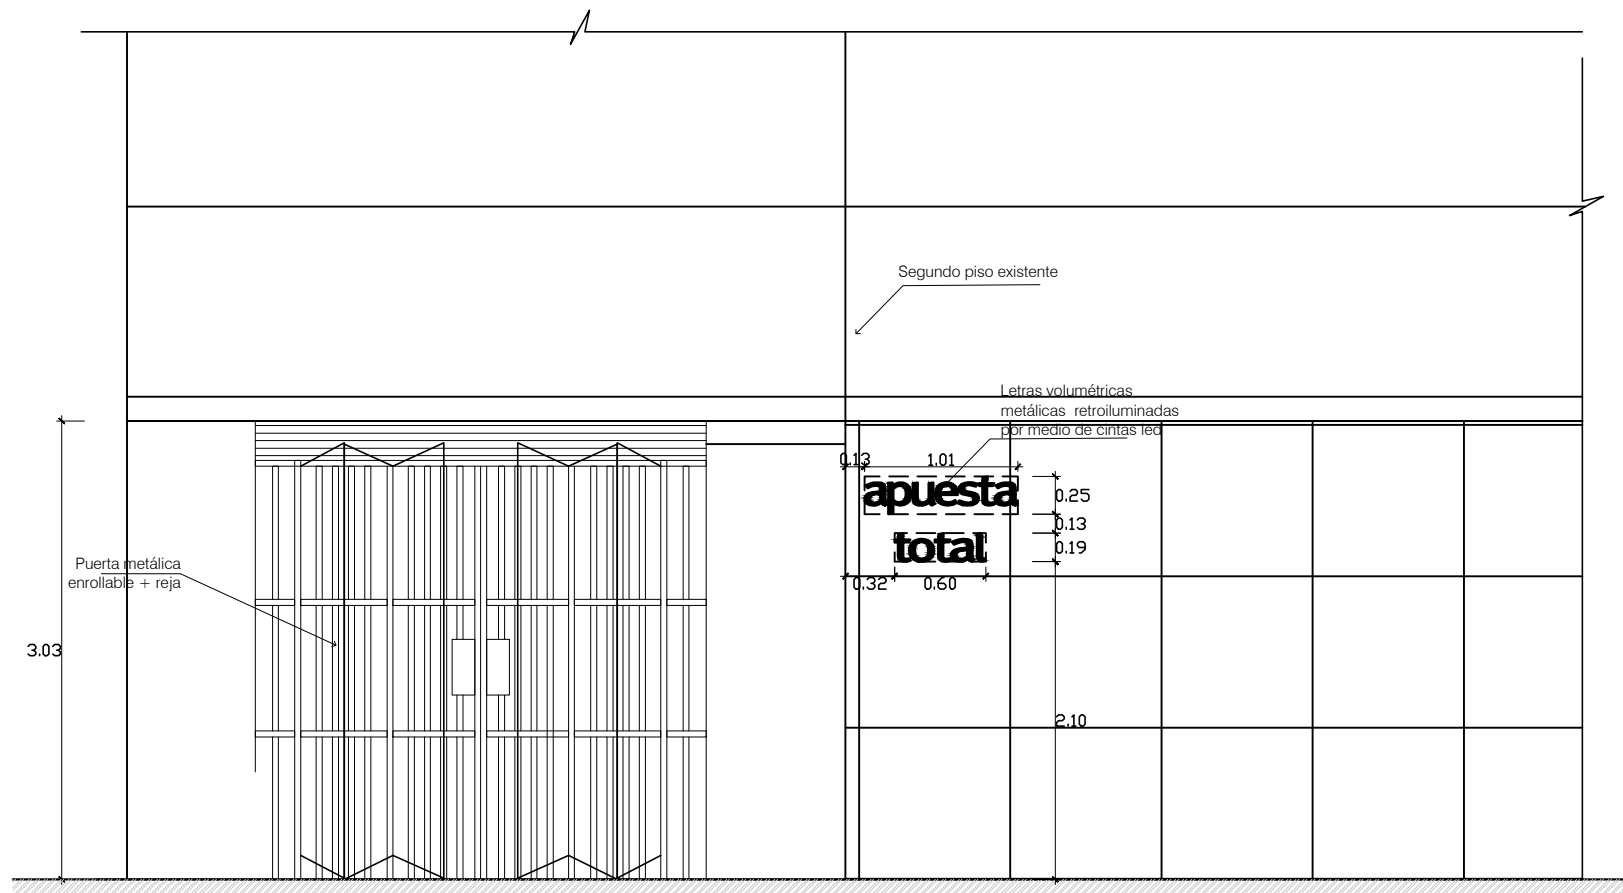 Segundo piso existente
Letras volumétricas
metálicas retroiluminadas
por medio de cintas led
0.13
1.01
apuesta
0.25
0.13
total
0.19
0.32
0.60
Puerta metálica
enrollable + reja
3.03
2.10